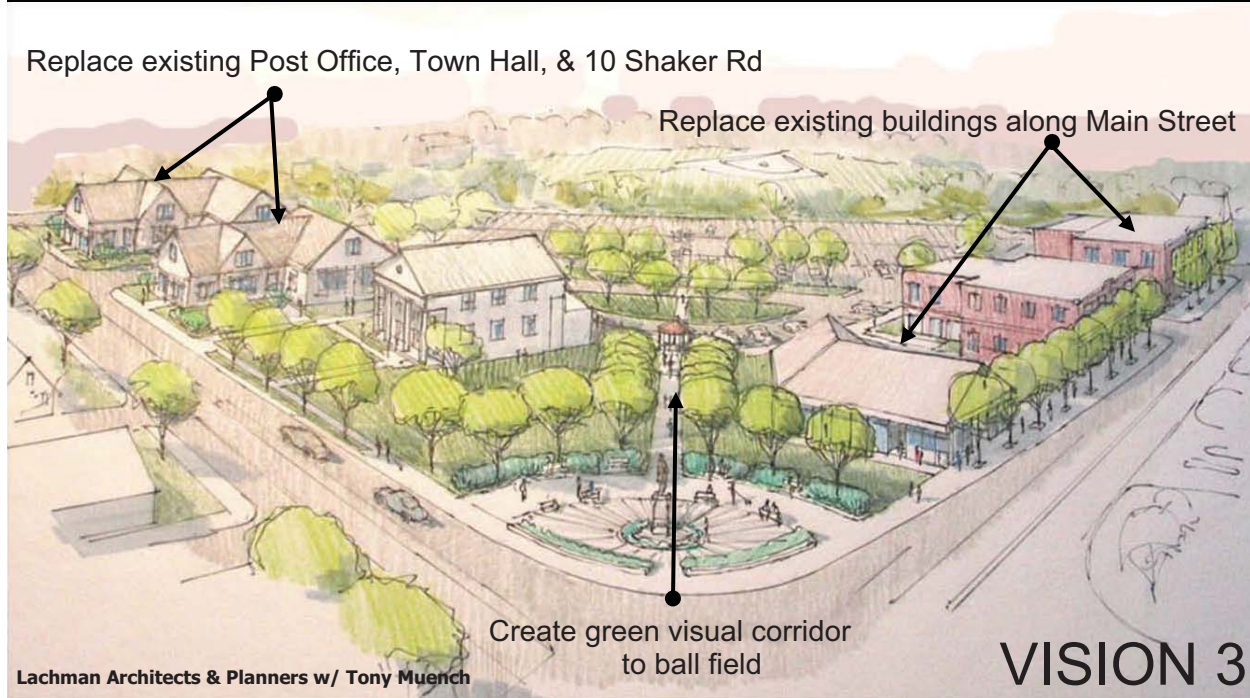 Replace existing Post Office, Town Hall, & 10 Shaker Rd
Replace existing buildings along Main Street
Create green visual corridor
to ball field
Lachman Architects & Planners w/ Tony Muench
VISION 3